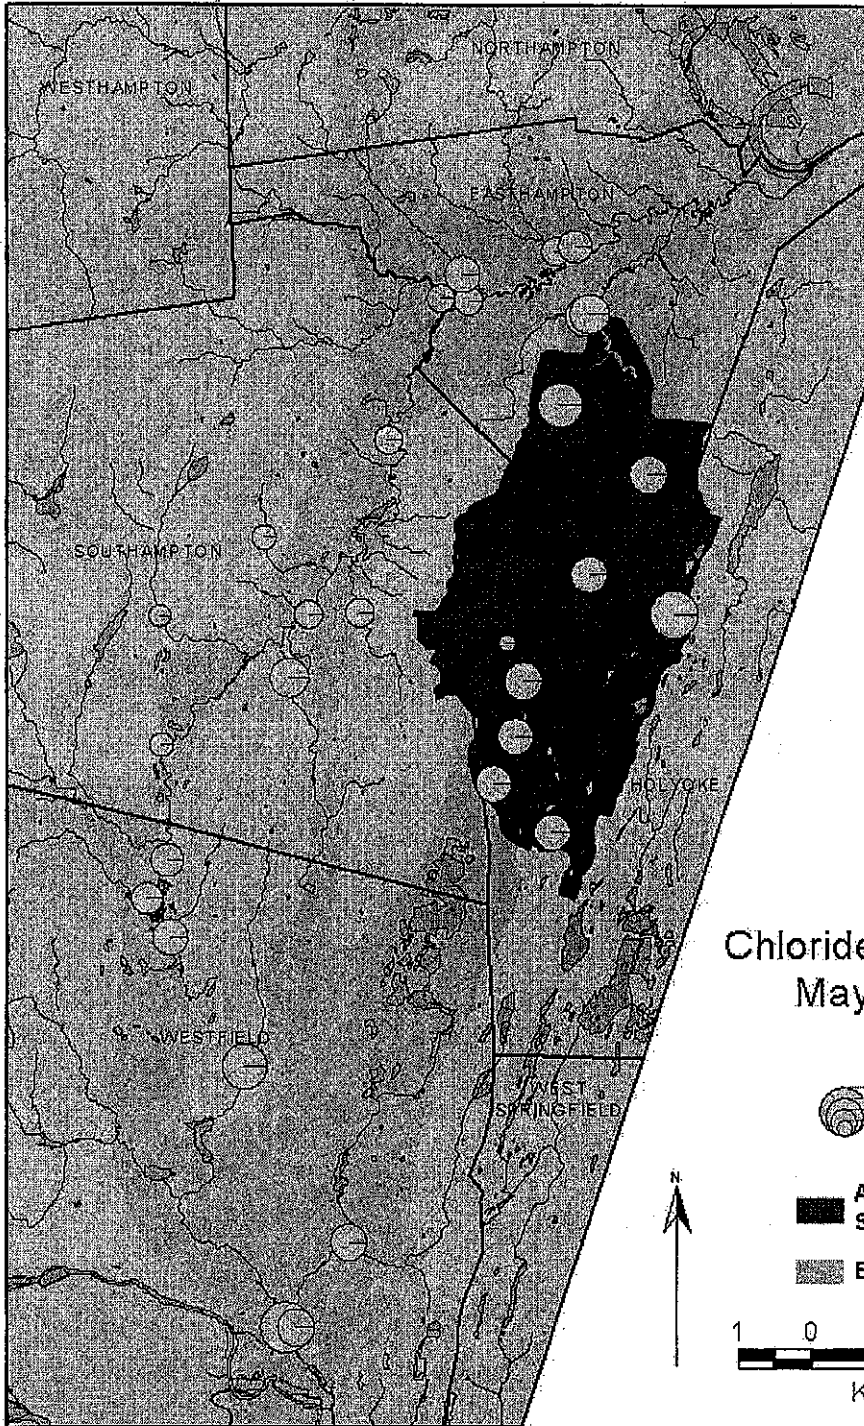 NORTHAMPTON
WESTHAMPTON
EASTHAMPTON
SOUTHAMPTON
HOLYOKE
Chloride
May
WESTFIELD
WEST
SPRINGFIELD
N
A
S
E
1 0
K